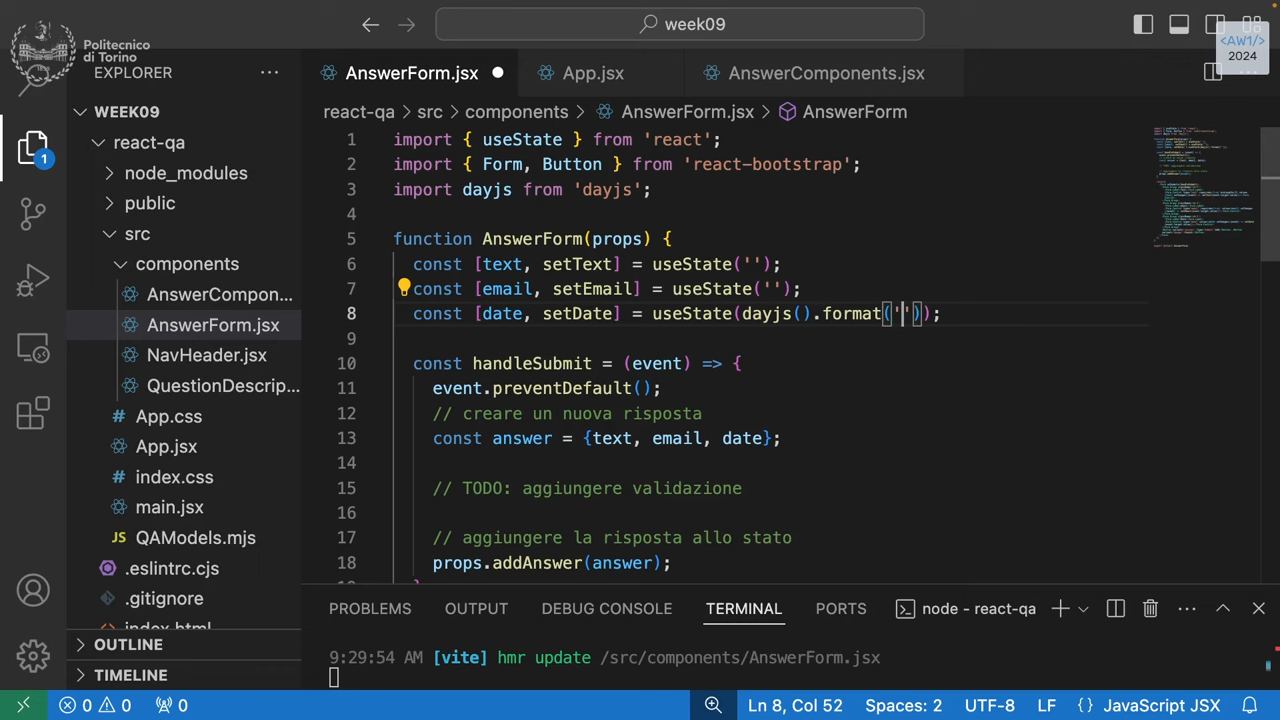 week09
Politecnico
di Torino
<AW1/>
2024
EXPLORER
AnswerForm.jsx
App.jsx
AnswerComponents.jsx
WEEK09
react-qa > src > components > AnswerForm.jsx > AnswerForm
react-qa
node_modules
public
src
components
AnswerCompon...
AnswerForm.jsx
NavHeader.jsx
QuestionDescrip...
App.css
App.jsx
index.css
main.jsx
JS QAModels.mjs
.eslintrc.cjs
.gitignore
index.html
OUTLINE
TIMELINE
1
1 import { useState } from 'react';
2 import { Form, Button } from 'react-bootstrap';
3 import dayjs from 'dayjs';
4
5 function AnswerForm(props) {
6 const [text, setText] = useState('');
7 const [email, setEmail] = useState('');
8 const [date, setDate] = useState(dayjs().format(''));
9
10 const handleSubmit = (event) => {
11 event.preventDefault();
12 // creare un nuova risposta
13 const answer = {text, email, date};
14
15 // TODO: aggiungere validazione
16
17 // aggiungere la risposta allo stato
18 props.addAnswer(answer);
PROBLEMS OUTPUT DEBUG CONSOLE TERMINAL PORTS node - react-qa
9:29:54 AM [vite] hmr update /src/components/AnswerForm.jsx
0 0 0 Ln 8, Col 52 Spaces: 2 UTF-8 LF {} JavaScript JSX